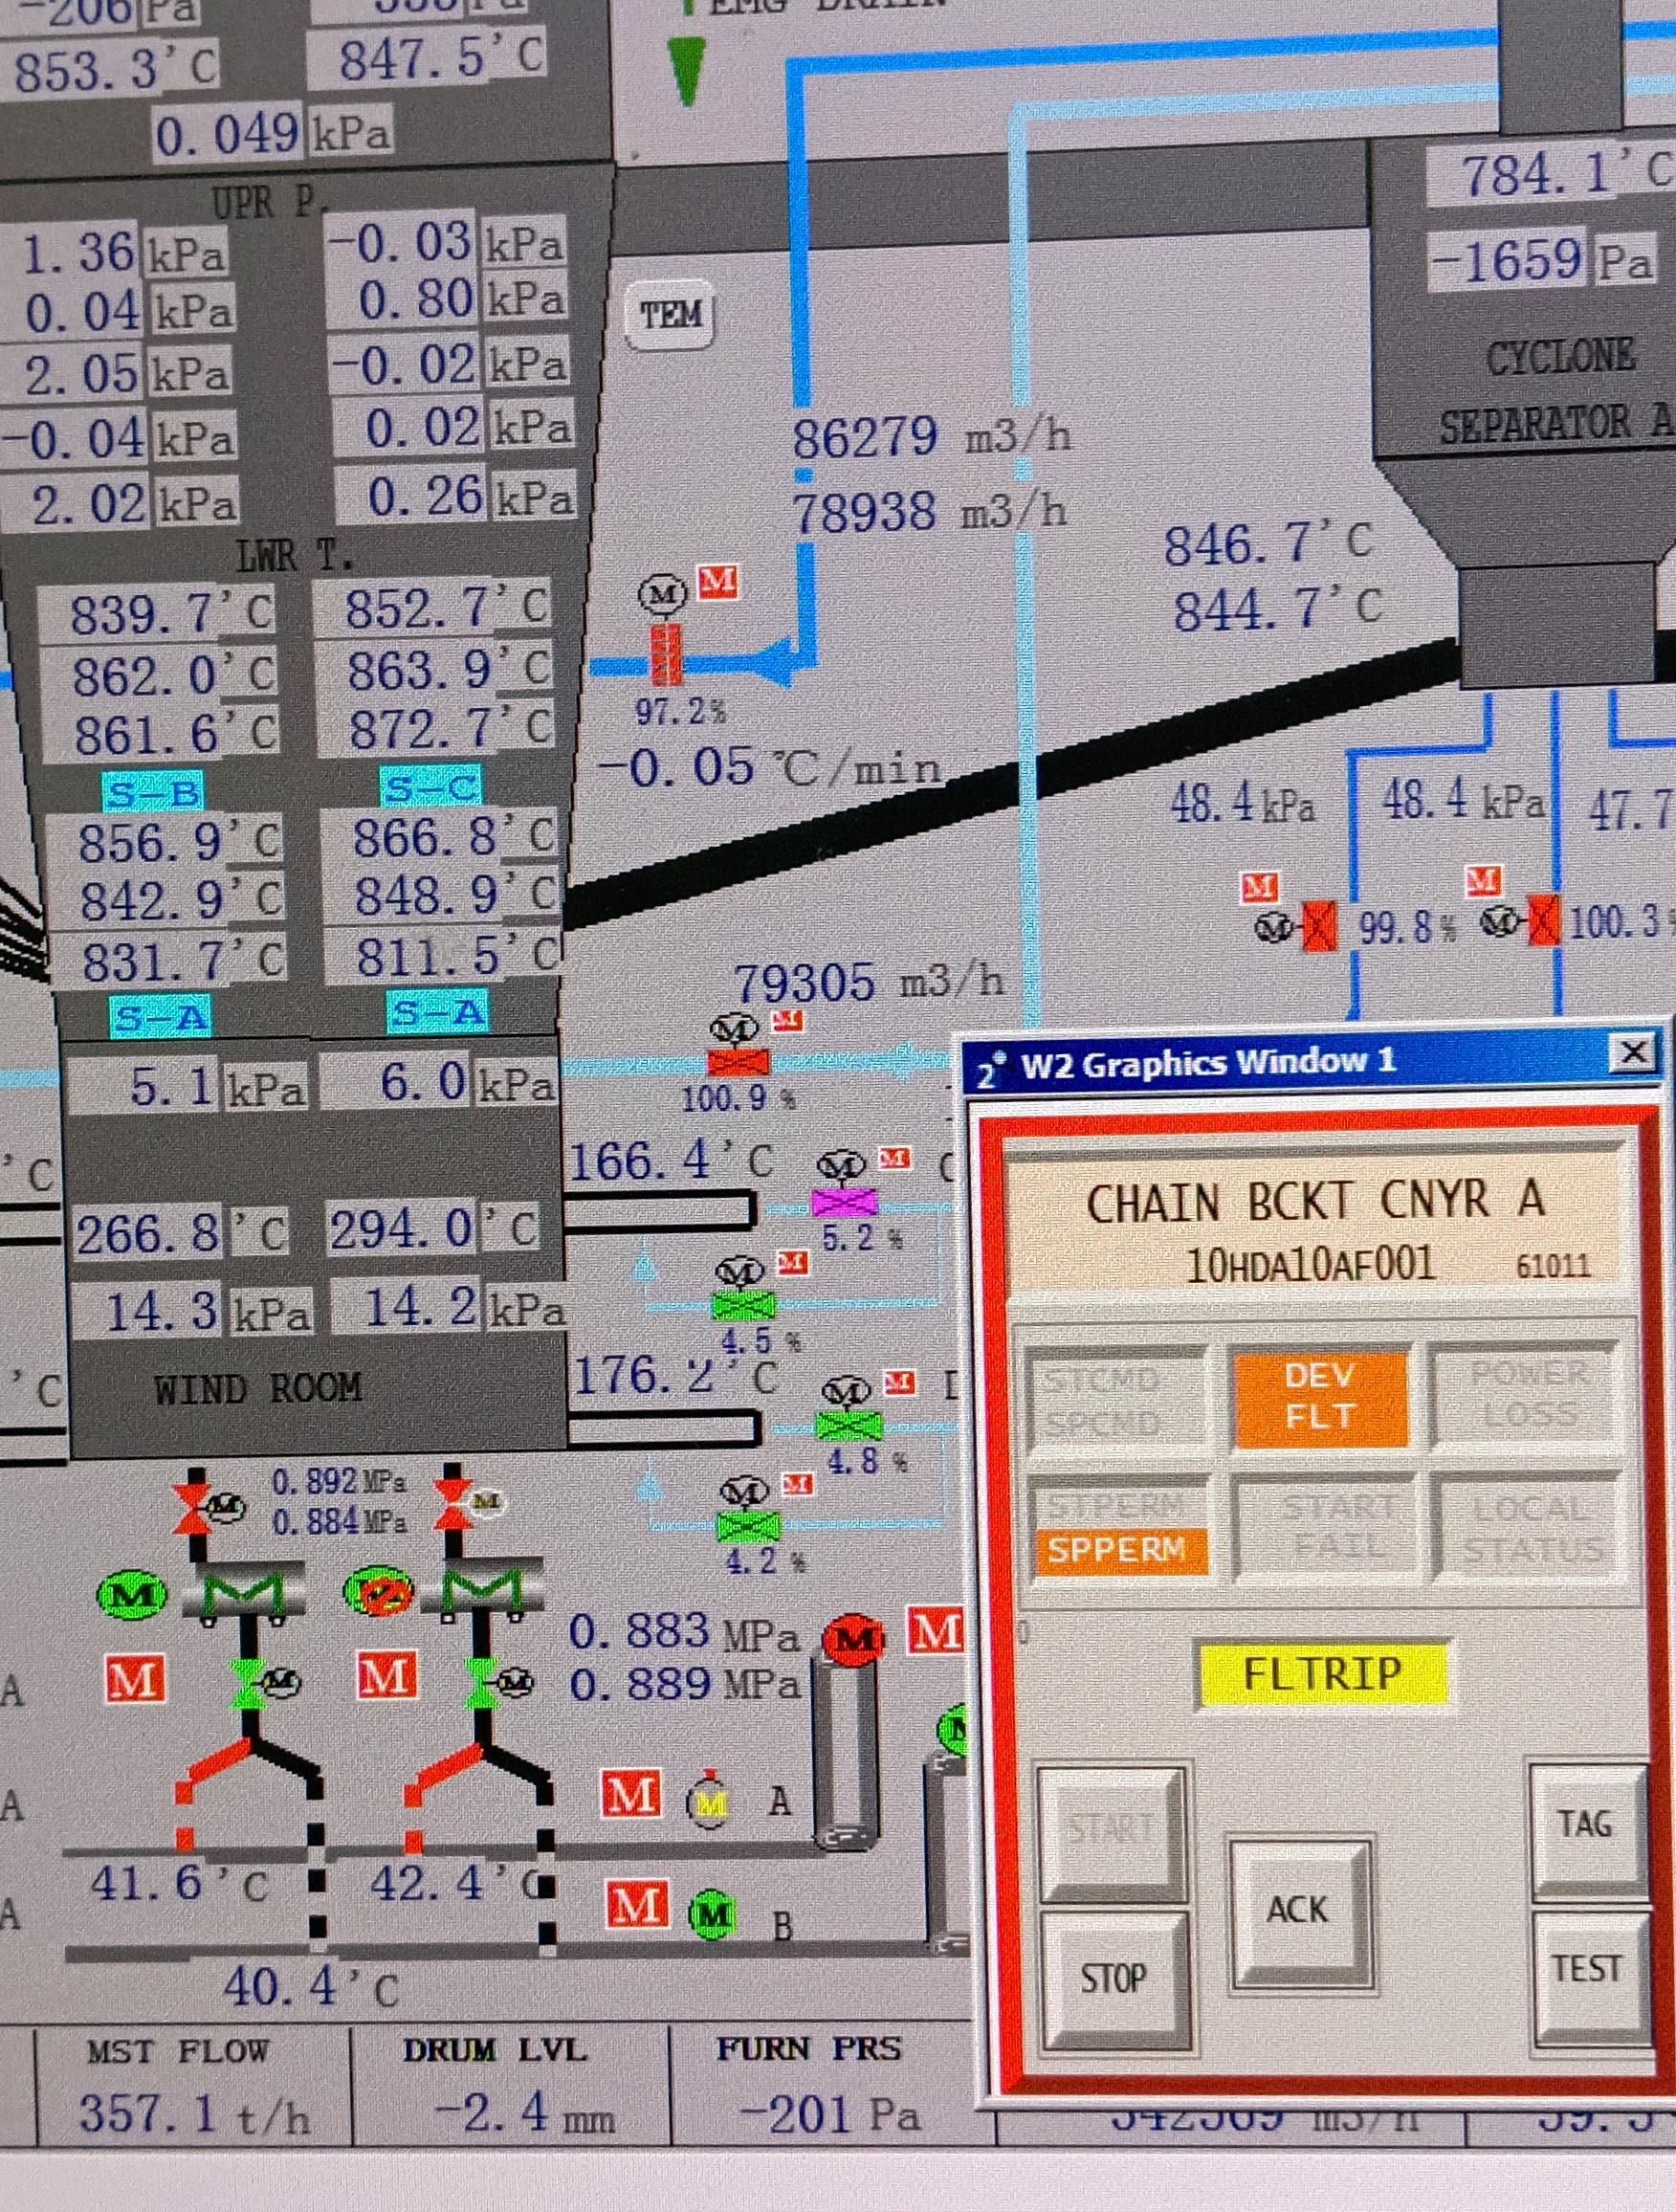 -206 Pa
853.3'C 847.5'C
0.049 kPa
UPR P.
1.36 kPa -0.03 kPa
0.04 kPa 0.80 kPa
2.05 kPa -0.02 kPa
-0.04 kPa 0.02 kPa
2.02 kPa 0.26 kPa
LWR T.
839.7'C 852.7'C
862.0'C 863.9'C
861.6'C 872.7'C
S-B S-C
856.9'C 866.8'C
842.9'C 848.9'C
831.7'C 811.5'C
S-A S-A
5.1 kPa 6.0 kPa
'C 266.8'C 294.0'C
14.3 kPa 14.2 kPa
'C WIND ROOM
EMG DRAIN
TEM
784.1'C
-1659 Pa
CYCLONE
SEPARATOR A
86279 m3/h
78938 m3/h
846.7'C
844.7'C
M M
97.2%
-0.05 ℃/min
48.4 kPa 48.4 kPa 47.7
M M
M 99.8% M 100.3
79305 m3/h
M M
100.9 %
166.4'C M M
5.2 %
M M
4.5 %
176.2'C M M
4.8 %
M M
4.2 %
0.892 MPa
0.884 MPa
M M
M
M M
0.883 MPa M M
0.889 MPa
A M M M M
A M M A
41.6'C 42.4'C
A M M B
40.4'C
MST FLOW DRUM LVL FURN PRS
357.1 t/h -2.4 mm -201 Pa
W2 Graphics Window 1
CHAIN BCKT CNYR A
10HDA10AF001 61011
STCMD
SPCMD
DEV
FLT
POWER
LOSS
STPERM
SPPERM
START
FAIL
LOCAL
STATUS
0
FLTRIP
START
STOP
ACK
TAG
TEST